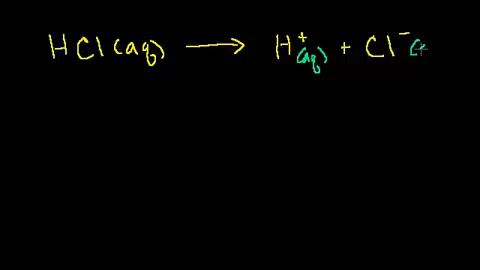 HCl(aq) → H⁺(aq) + Cl⁻(